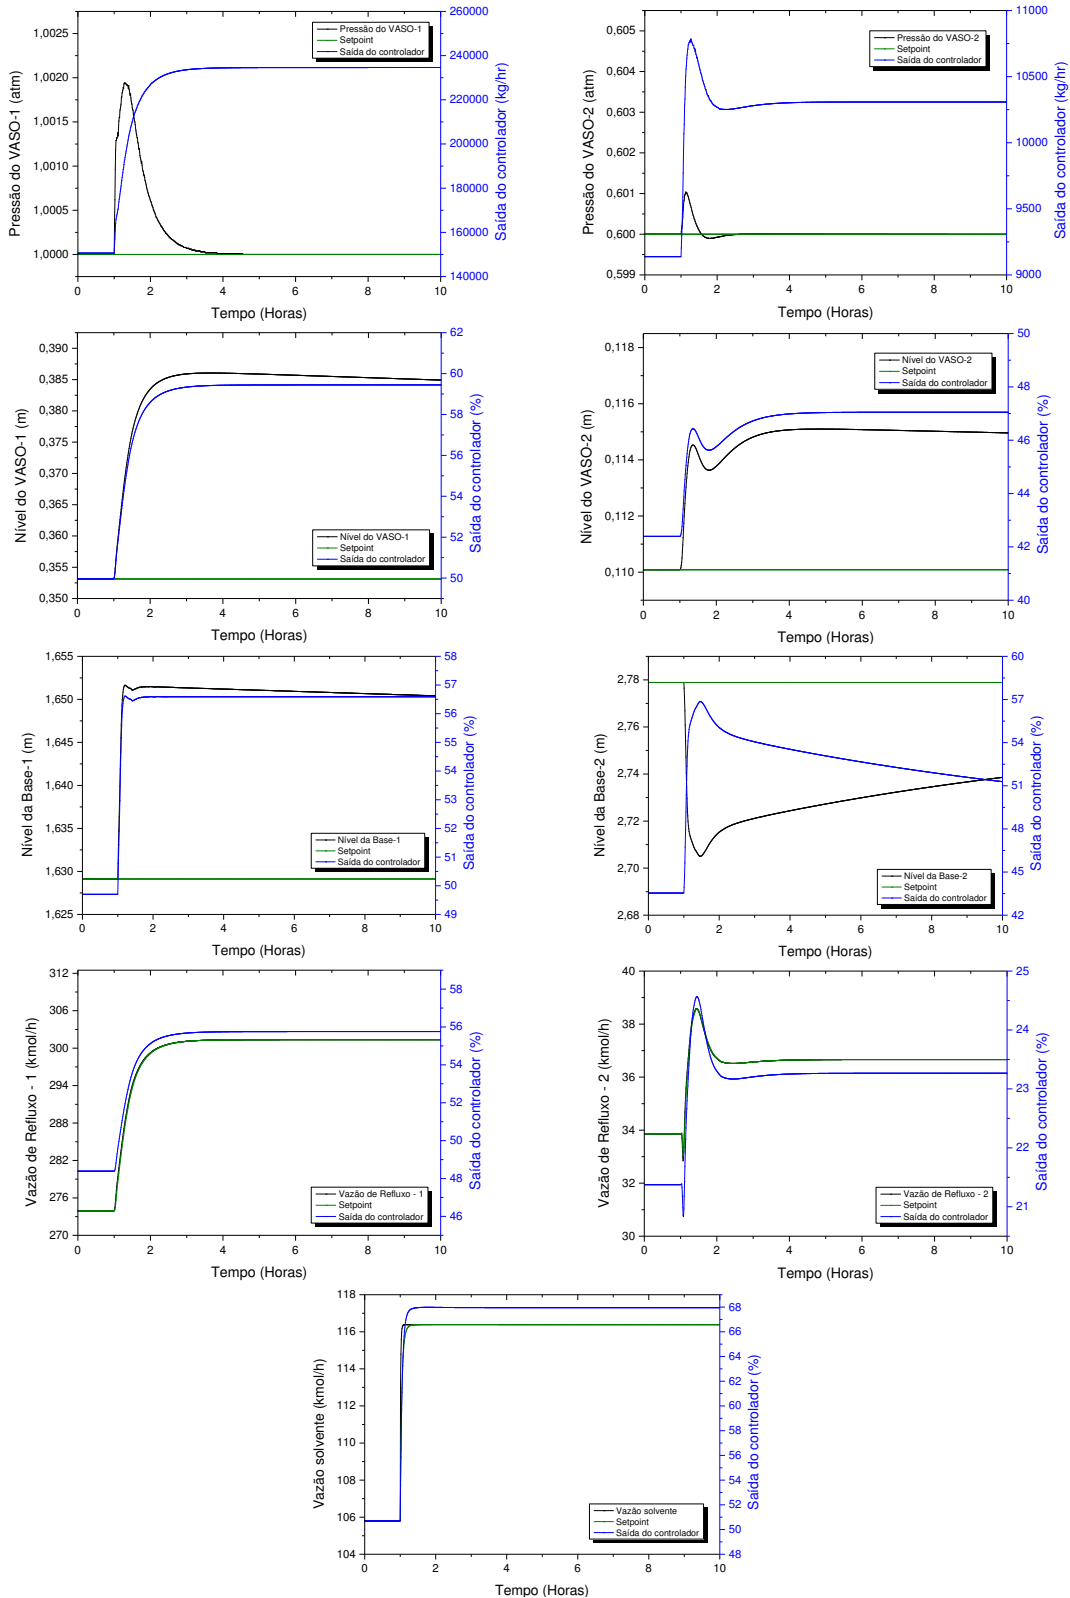 Pressão do VASO-1 (atm)
1,0025
1,0020
1,0015
1,0010
1,0005
1,0000
Pressão do VASO-1
Setpoint
Saída do controlador
260000
240000
220000
200000
180000
160000
140000
Saída do controlador (kg/hr)
0 2 4 6 8 10
Tempo (Horas)
Pressão do VASO-2 (atm)
0,605
0,604
0,603
0,602
0,601
0,600
0,599
Pressão do VASO-2
Setpoint
Saída do controlador
11000
10500
10000
9500
9000
Saída do controlador (kg/hr)
0 2 4 6 8 10
Tempo (Horas)
Nível do VASO-1 (m)
0,390
0,385
0,380
0,375
0,370
0,365
0,360
0,355
0,350
Nível do VASO-1
Setpoint
Saída do controlador
62
60
58
56
54
52
50
Saída do controlador (%)
0 2 4 6 8 10
Tempo (Horas)
Nível do VASO-2 (m)
0,118
0,116
0,114
0,112
0,110
Nível do VASO-2
Setpoint
Saída do controlador
50
48
47
45
44
42
41
40
Saída do controlador (%)
0 2 4 6 8 10
Tempo (Horas)
Nível da Base-1 (m)
1,655
1,650
1,645
1,640
1,635
1,630
1,625
Nível da Base-1
Setpoint
Saída do controlador
58
57
56
55
54
53
52
51
50
49
Saída do controlador (%)
0 2 4 6 8 10
Tempo (Horas)
Nível da Base-2 (m)
2,78
2,76
2,74
2,72
2,70
2,68
Nível da Base-2
Setpoint
Saída do controlador
60
57
54
51
48
45
42
Saída do controlador (%)
0 2 4 6 8 10
Tempo (Horas)
Vazão de Refluxo - 1 (kmol/h)
312
306
300
294
288
282
276
270
Vazão de Refluxo - 1
Setpoint
Saída do controlador
58
56
54
52
50
48
46
Saída do controlador (%)
0 2 4 6 8 10
Tempo (Horas)
Vazão de Refluxo - 2 (kmol/h)
40
38
36
34
32
30
Vazão de Refluxo - 2
Setpoint
Saída do controlador
25
24
23
22
21
Saída do controlador (%)
0 2 4 6 8 10
Tempo (Horas)
Vazão solvente (kmol/h)
118
116
114
112
110
108
106
104
Vazão solvente
Setpoint
Saída do controlador
68
66
64
62
60
58
56
54
52
50
48
Saída do controlador (%)
0 2 4 6 8 10
Tempo (Horas)